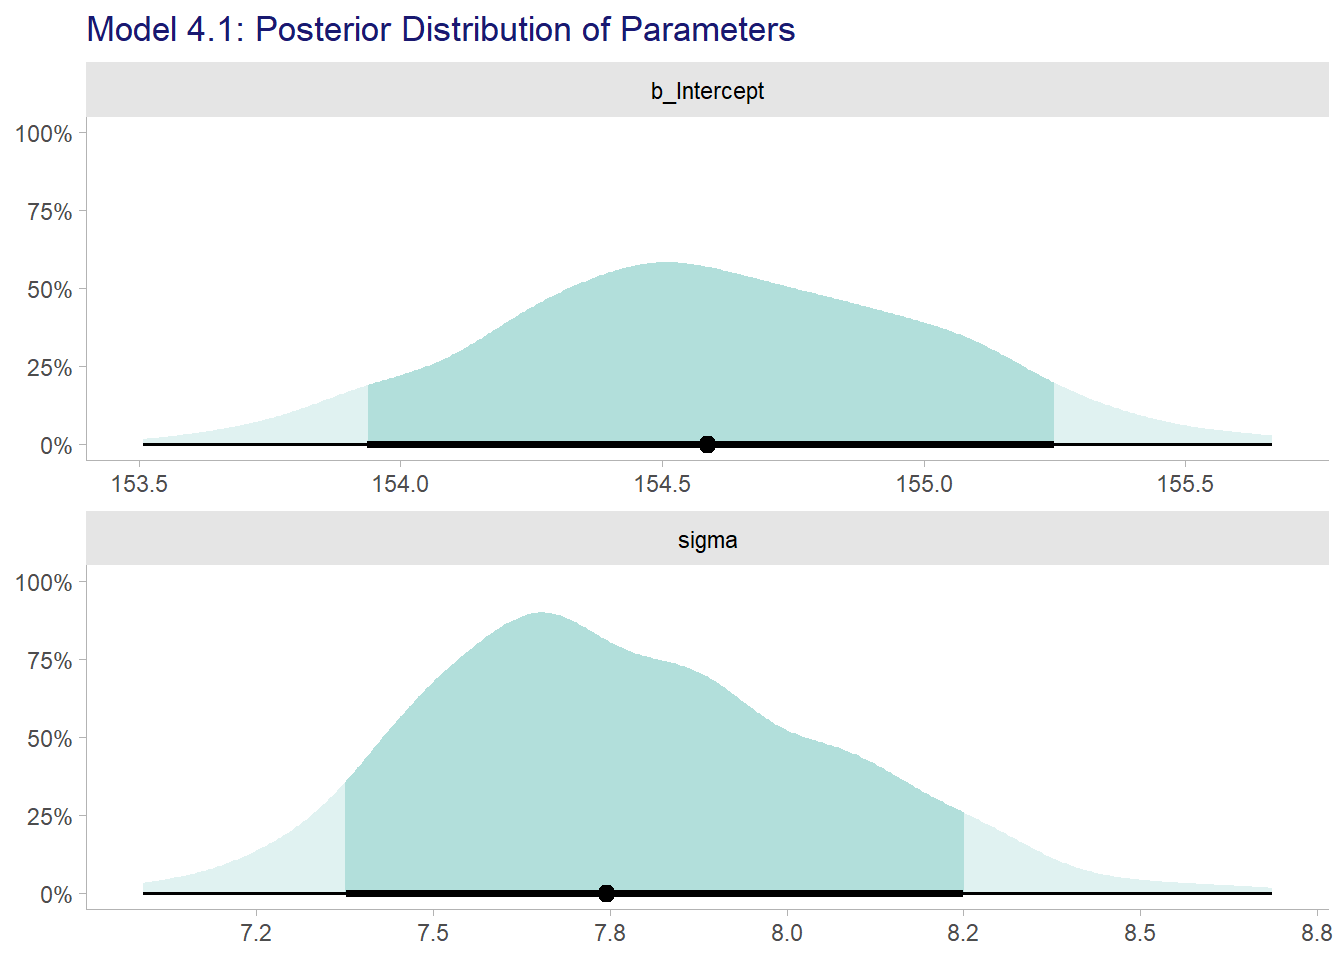 Model 4.1: Posterior Distribution of Parameters
b_Intercept
100%
75%
50%
25%
0%
153.5 154.0 154.5 155.0 155.5
sigma
100%
75%
50%
25%
0%
7.2 7.5 7.8 8.0 8.2 8.5 8.8